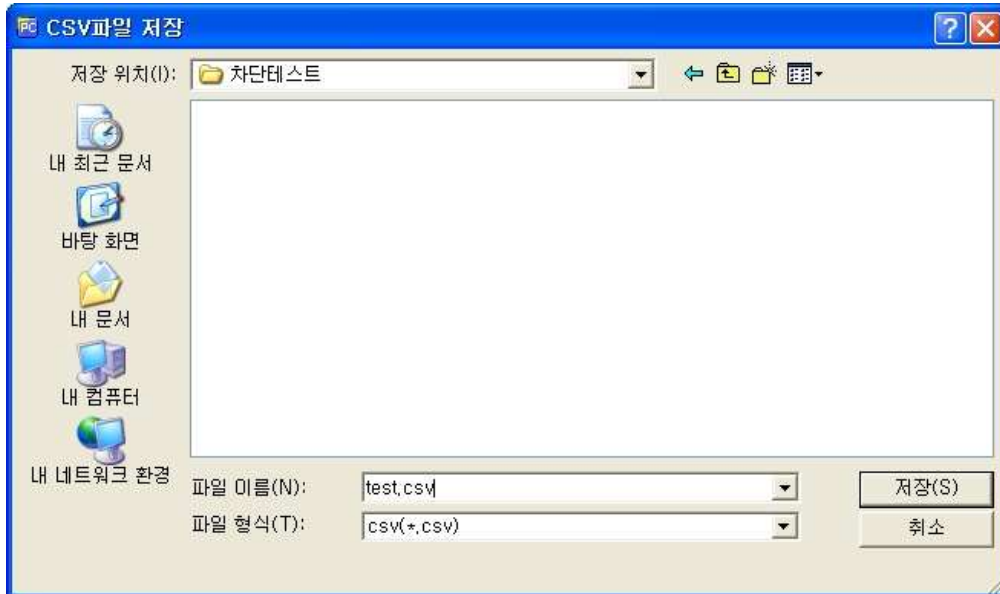 CSV파일 저장
저장 위치(I):
차단테스트
내 최근 문서
바탕 화면
내 문서
내 컴퓨터
내 네트워크 환경
파일 이름(N): test.csv 저장(S)
파일 형식(T): csv(*.csv) 취소